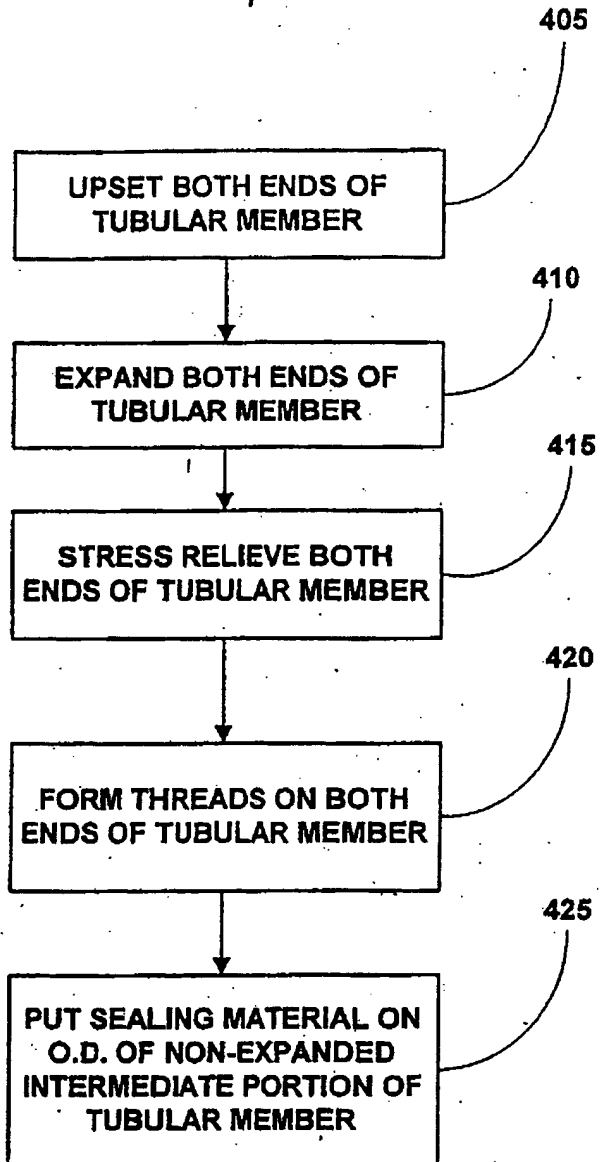 405
UPSET BOTH ENDS OF
TUBULAR MEMBER
410
EXPAND BOTH ENDS OF
TUBULAR MEMBER
415
STRESS RELIEVE BOTH
ENDS OF TUBULAR MEMBER
420
FORM THREADS ON BOTH
ENDS OF TUBULAR MEMBER
425
PUT SEALING MATERIAL ON
O.D. OF NON-EXPANDED
INTERMEDIATE PORTION OF
TUBULAR MEMBER